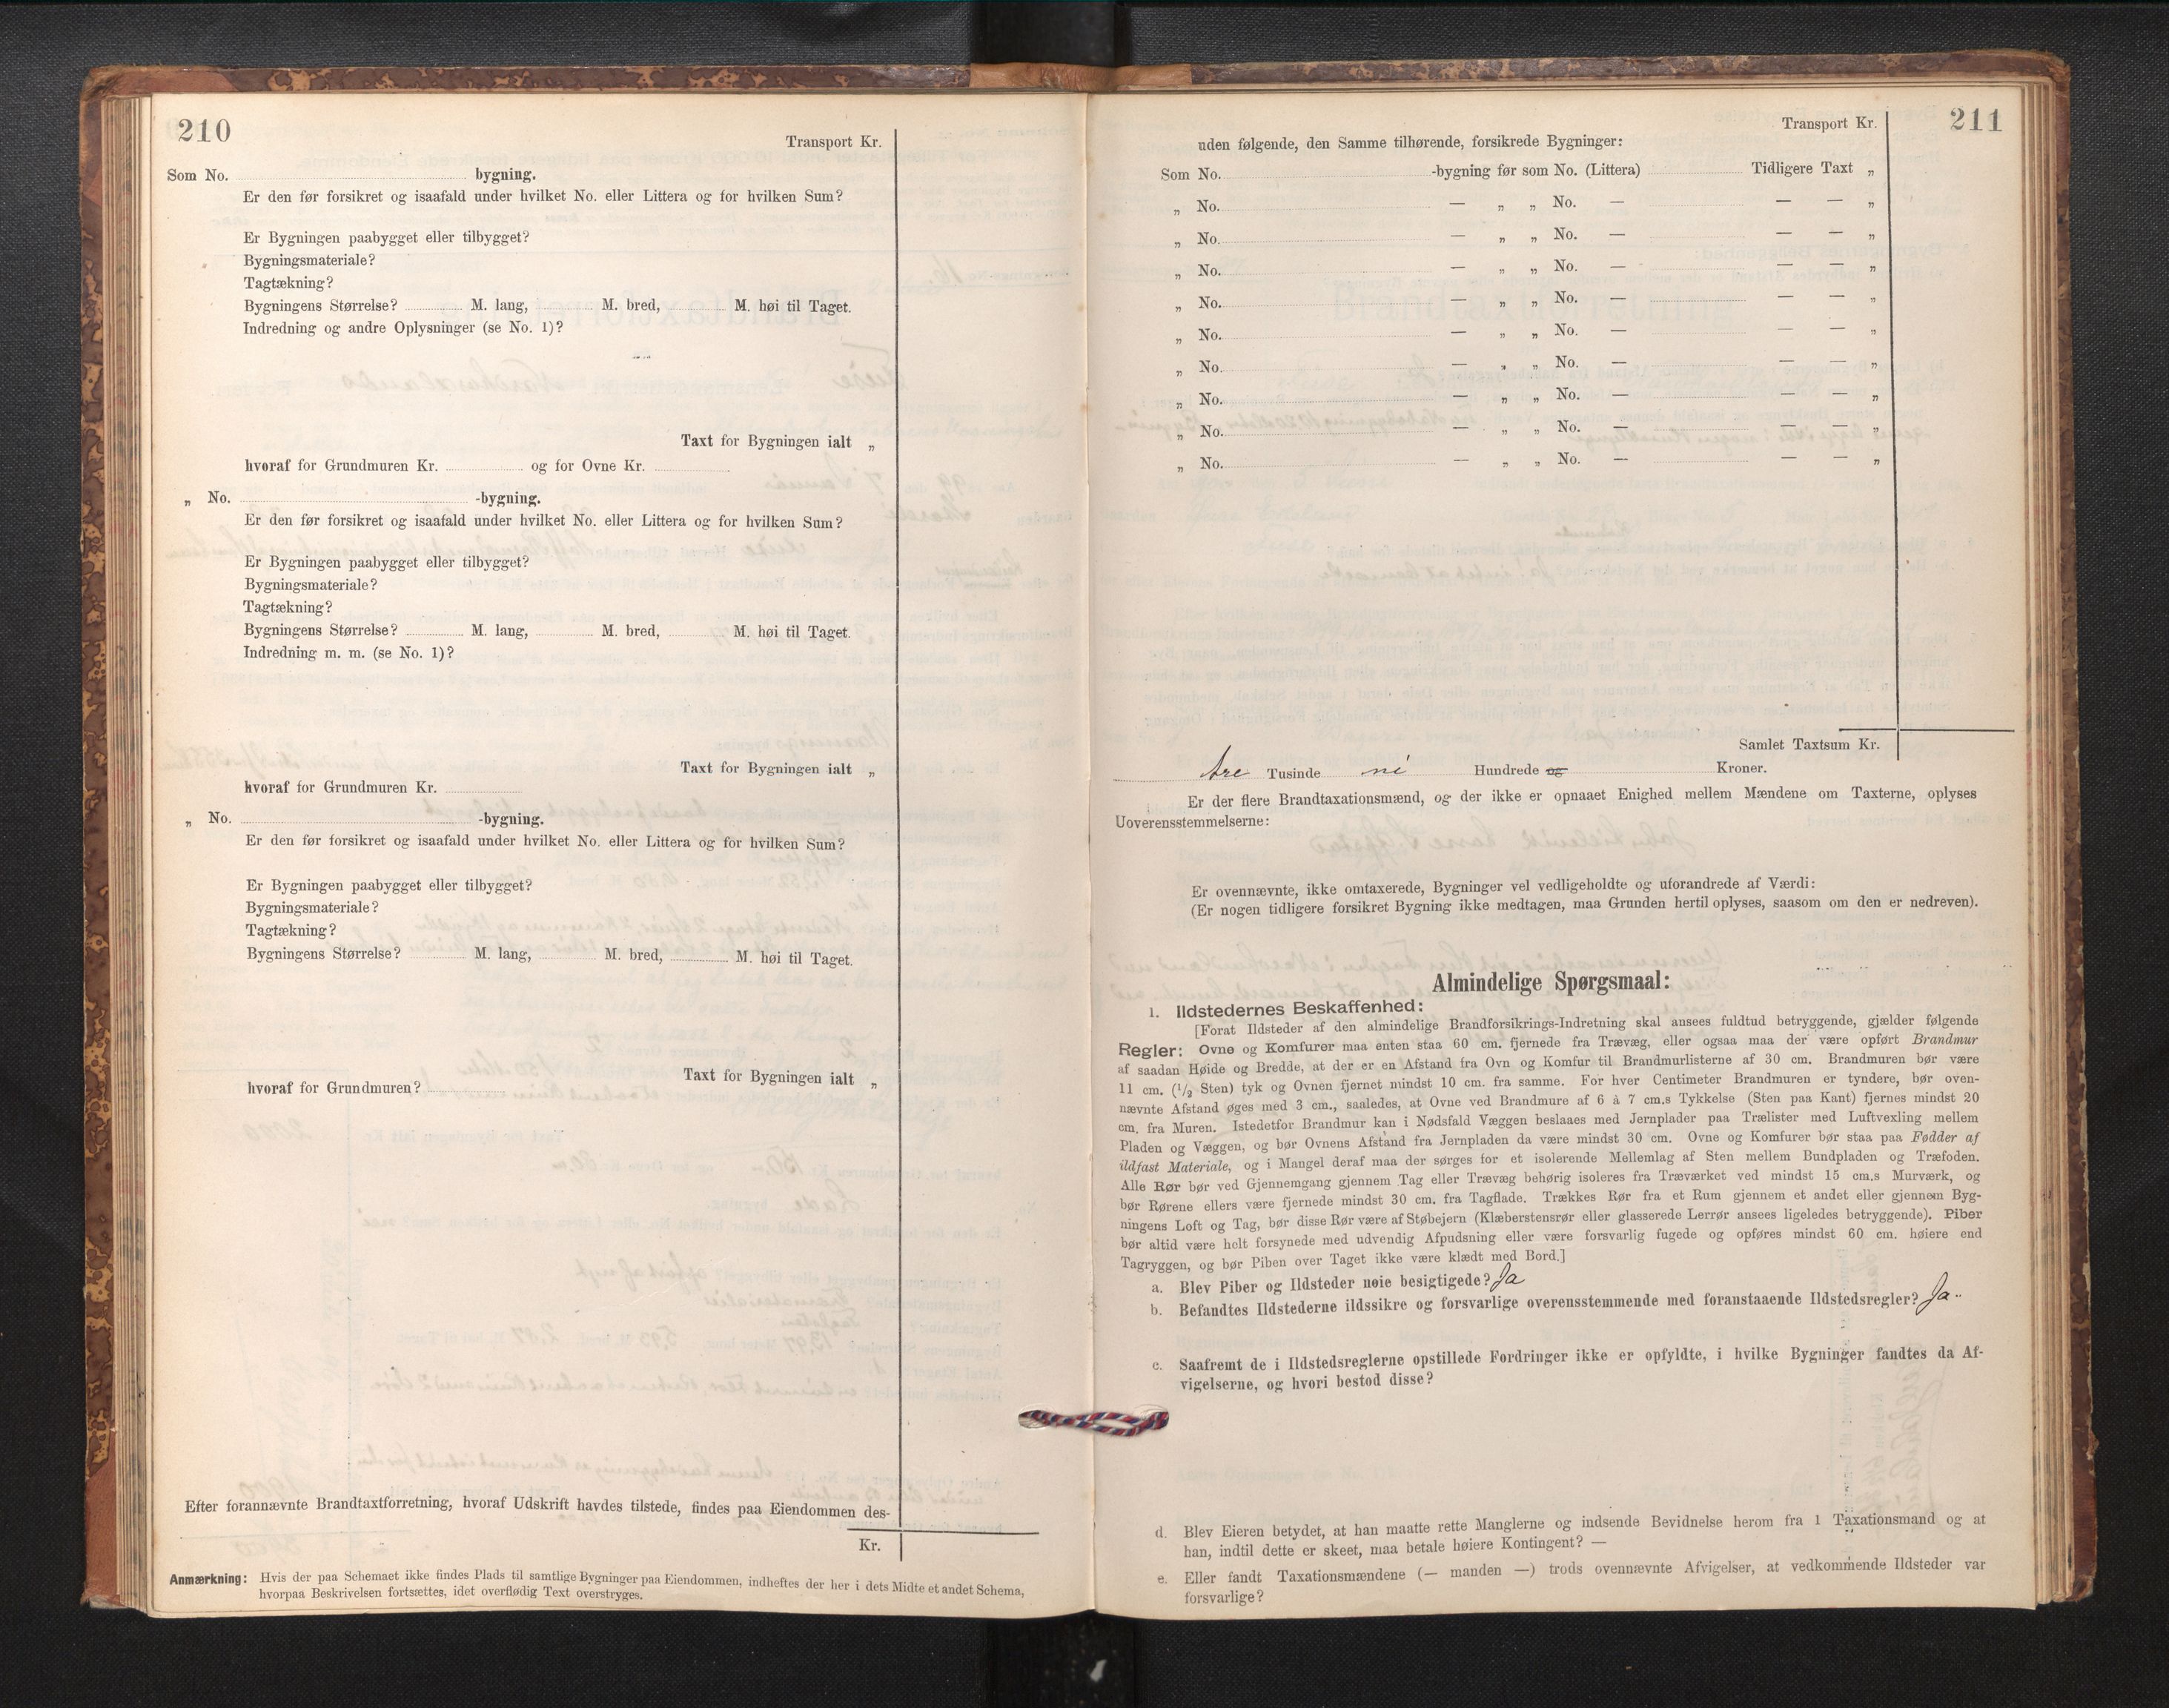 210
Transport Kr.
Som No. bygning.
Er den før forsikret og isaafald under hvilket No. eller Littera og for hvilken Sum?
Er Bygningen paabygget eller tilbygget?
Bygningsmateriale?
Tagtækning?
Bygningens Størrelse? M. lang, M. bred, M. høi til Taget.
Indredning og andre Oplysninger (se No. 1)?
Taxt for Bygningen ialt „
hvoraf for Grundmuren Kr. og for Ovne Kr.
„ No. -bygning.
Er den før forsikret og isaafald under hvilket No. eller Littera og for hvilken Sum?
Er Bygningen paabygget eller tilbygget?
Bygningsmateriale?
Tagtækning?
Bygningens Størrelse? M. lang, M. bred, M. høi til Taget.
Indredning m. m. (se No. 1)?
Taxt for Bygningen ialt „
hvoraf for Grundmuren Kr.
„ No. -bygning.
Er den før forsikret og isaafald under hvilket No. eller Littera og for hvilken Sum?
Er Bygningen paabygget eller tilbygget?
Bygningsmateriale?
Tagtækning?
Bygningens Størrelse? M. lang, M. bred, M. høi til Taget.
Taxt for Bygningen ialt „
hvoraf for Grundmuren?
Efter forannævnte Brandtaxtforretning, hvoraf Udskrift havdes tilstede, findes paa Eiendommen des-
Kr.
Anmærkning: Hvis der paa Schemaet ikke findes Plads til samtlige Bygninger paa Eiendommen, indheftes der her i dets Midte et andet Schema,
hvorpaa Beskrivelsen fortsættes, idet overflødig Text overstryges.
211
Transport Kr.
uden følgende, den Samme tilhørende, forsikrede Bygninger:
Som No. -bygning før som No. (Littera) Tidligere Taxt „
„ No. — „ „ No. — — — „
„ No. — „ „ No. — — — „
„ No. — „ „ No. — — — „
„ No. — „ „ No. — — — „
„ No. — „ „ No. — — — „
„ No. — „ „ No. — — — „
„ No. — „ „ No. — — — „
„ No. — „ „ No. — — — „
„ No. — „ „ No. — — — „
Samlet Taxtsum Kr.
tre Tusinde ni Hundrede og Kroner.
Er der flere Brandtaxationsmænd, og der ikke er opnaaet Enighed mellem Mændene om Taxterne, oplyses
Uoverensstemmelserne:
Er ovennævnte, ikke omtaxerede, Bygninger vel vedligeholdte og uforandrede af Værdi:
(Er nogen tidligere forsikret Bygning ikke medtagen, maa Grunden hertil oplyses, saasom om den er nedreven).
Almindelige Spørgsmaal:
1. Ildstedernes Beskaffenhed:
[Forat Ildsteder af den almindelige Brandforsikrings-Indretning skal ansees fuldtud betryggende, gjælder følgende
Regler: Ovne og Komfurer maa enten staa 60 cm. fjernede fra Trævæg, eller ogsaa maa der være opført Brandmur
af saadan Høide og Bredde, at der er en Afstand fra Ovn og Komfur til Brandmurlisterne af 30 cm. Brandmuren bør være
11 cm. (1/2 Sten) tyk og Ovnen fjernet mindst 10 cm. fra samme. For hver Centimeter Brandmuren er tyndere, bør oven-
nævnte Afstand øges med 3 cm., saaledes, at Ovne ved Brandmure af 6 à 7 cm.s Tykkelse (Sten paa Kant) fjernes mindst 20
cm. fra Muren. Istedetfor Brandmur kan i Nødsfald Væggen beslaaes med Jernplader paa Trælister med Luftvexling mellem
Pladen og Væggen, og bør Ovnens Afstand fra Jernpladen da være mindst 30 cm. Ovne og Komfurer bør staa paa Fødder af
ildfast Materiale, og i Mangel deraf maa der sørges for et isolerende Mellemlag af Sten mellem Bundpladen og Træfoden.
Alle Rør bør ved Gjennemgang gjennem Tag eller Trævæg behørig isoleres fra Træværket ved mindst 15 cm.s Murværk, og
bør Rørene ellers være fjernede mindst 30 cm. fra Tagflade. Trækkes Rør fra et Rum gjennem et andet eller gjennem Byg-
ningens Loft og Tag, bør disse Rør være af Støbejern (Klæberstensrør eller glasserede Lerrør ansees ligeledes betryggende). Piber
bør altid være helt forsynede med udvendig Afpudsning eller være forsvarlig fugede og opføres mindst 60 cm. høiere end
Tagryggen, og bør Piben over Taget ikke være klædt med Bord.]
a. Blev Piber og Ildsteder nøie besigtigede? Ja
b. Befandtes Ildstederne ildssikre og forsvarlige overensstemmende med foranstaaende Ildstedsregler? Ja
c. Saafremt de i Ildstedsreglerne opstillede Fordringer ikke er opfyldte, i hvilke Bygninger fandtes da Af-
vigelserne, og hvori bestod disse?
d. Blev Eieren betydet, at han maatte rette Manglerne og indsende Bevidnelse herom fra 1 Taxationsmand og at
han, indtil dette er skeet, maa betale høiere Kontingent? —
e. Eller fandt Taxationsmændene (— manden —) trods ovennævnte Afvigelser, at vedkommende Ildsteder var
forsvarlige?